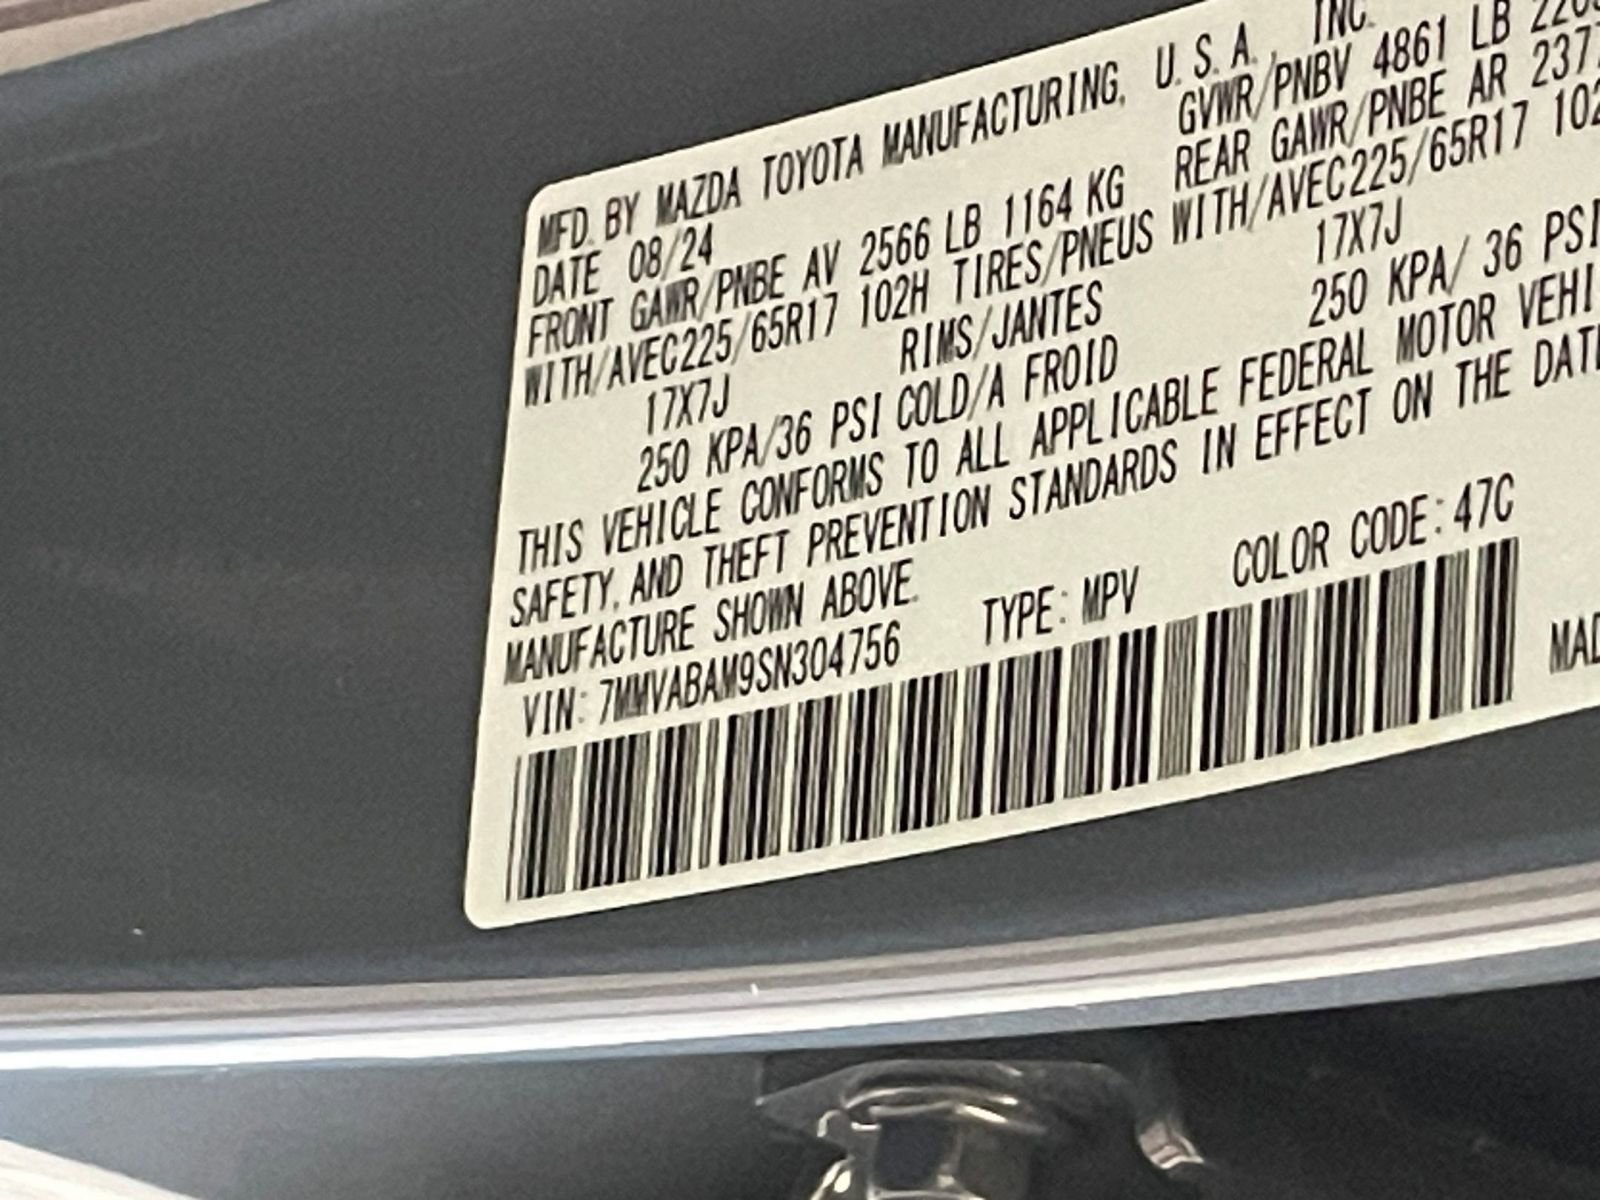 MFD. BY MAZDA TOYOTA MANUFACTURING, U.S.A., INC.
DATE 08/24 GVWR/PNBV 4861 LB
FRONT GAWR/PNBE AV 2566 LB 1164 KG REAR GAWR/PNBE AR
WITH/AVEC225/65R17 102H TIRES/PNEUS WITH/AVEC225/65R17
17X7J RIMS/JANTES 17X7J
250 KPA/36 PSI COLD/A FROID 250 KPA/ 36 PSI
THIS VEHICLE CONFORMS TO ALL APPLICABLE FEDERAL MOTOR
SAFETY, AND THEFT PREVENTION STANDARDS IN EFFECT ON THE
MANUFACTURE SHOWN ABOVE.
VIN: 7MMVABAM9SN304756 TYPE: MPV COLOR CODE: 47C